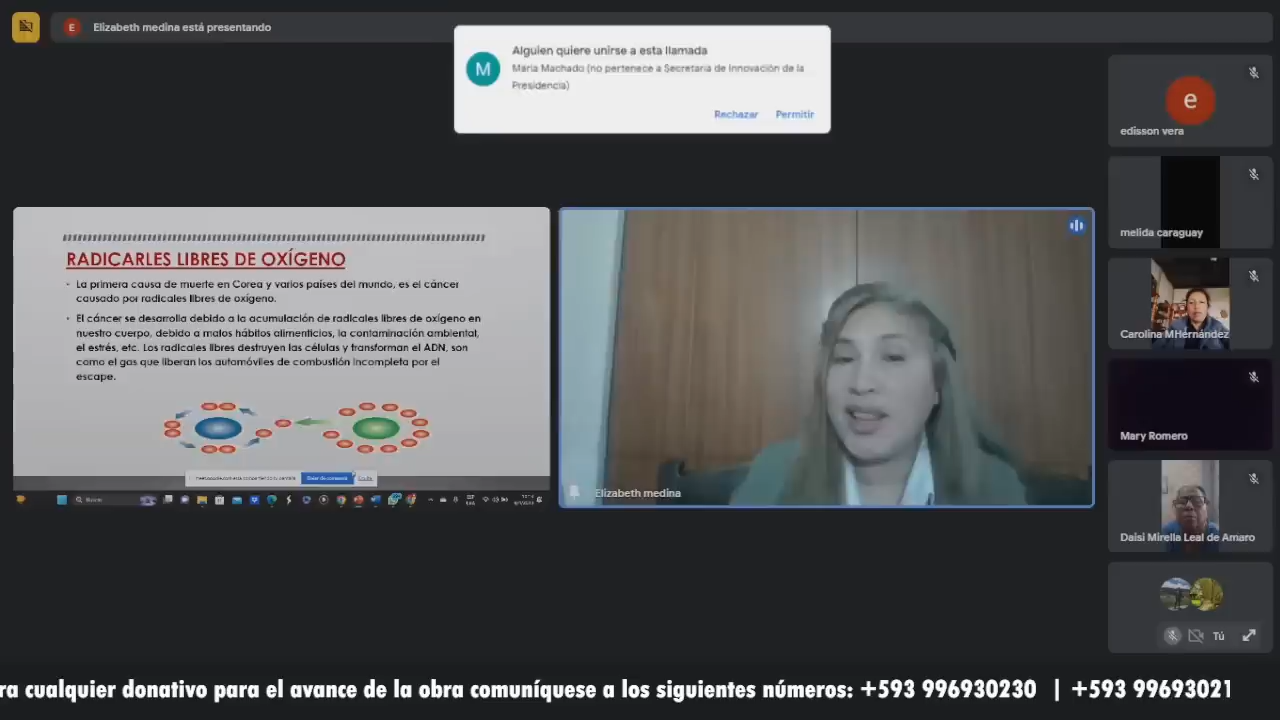 E Elizabeth medina está presentando
Alguien quiere unirse a esta llamada
M
María Machado (no pertenece a Secretaria de Innovación de la
Presidencia)
Rechazar Permitir
e
edisson vera
melida caraguay
Carolina MHernández
Mary Romero
Daisi Mirella Leal de Amaro
Tú
RADICARLES LIBRES DE OXÍGENO
La primera causa de muerte en Corea y varios países del mundo, es el cáncer
causado por radicales libres de oxígeno.
El cáncer se desarrolla debido a la acumulación de radicales libres de oxígeno en
nuestro cuerpo, debido a malos hábitos alimenticios, la contaminación ambiental,
el estrés, etc. Los radicales libres destruyen las células y transforman el ADN, son
como el gas que liberan los automóviles de combustión incompleta por el
escape.
Buscar
Elizabeth medina
ra cualquier donativo para el avance de la obra comuníquese a los siguientes números: +593 996930230 | +593 99693021